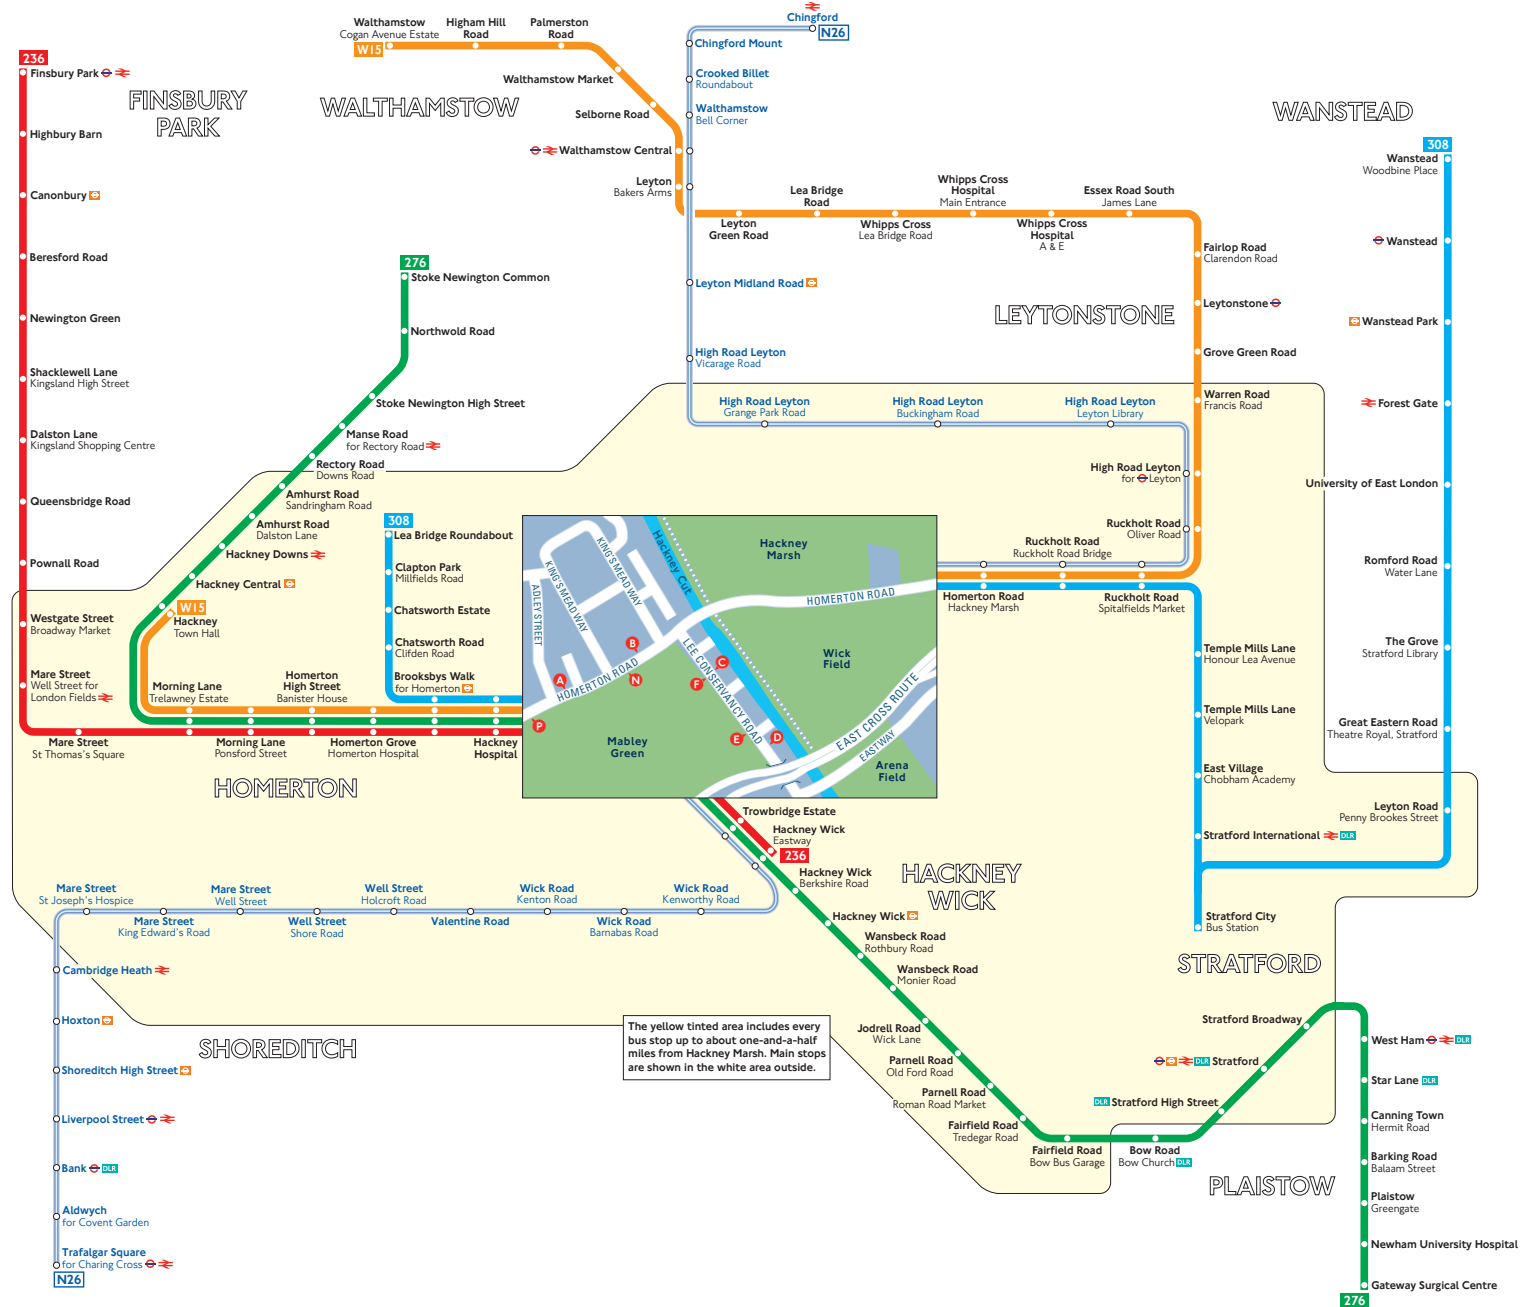 Chingford
N26
Chingford Mount
Crooked Billet
Roundabout
Walthamstow
Bell Corner
Walthamstow
Cogan Avenue Estate
W15
Higham Hill
Road
Palmerston
Road
Walthamstow Market
Selborne Road
Walthamstow Central
Leyton
Bakers Arms
WALTHAMSTOW
236
Finsbury Park
FINSBURY
PARK
Highbury Barn
Canonbury
Beresford Road
Newington Green
Shacklewell Lane
Kingsland High Street
Dalston Lane
Kingsland Shopping Centre
Queensbridge Road
Pownall Road
Westgate Street
Broadway Market
Mare Street
Well Street for
London Fields
Mare Street
St Thomas's Square
276
Stoke Newington Common
Northwold Road
Stoke Newington High Street
Manse Road
for Rectory Road
Rectory Road
Downs Road
Amhurst Road
Sandringham Road
Amhurst Road
Dalston Lane
Hackney Downs
Hackney Central
W15
Hackney
Town Hall
308
Lea Bridge Roundabout
Clapton Park
Millfields Road
Chatsworth Estate
Chatsworth Road
Clifden Road
Brooksbys Walk
for Homerton
Morning Lane
Trelawney Estate
Homerton
High Street
Banister House
Morning Lane
Ponsford Street
Homerton Grove
Homerton Hospital
Hackney
Hospital
HOMERTON
Leyton
Green Road
Lea Bridge
Road
Whipps Cross
Lea Bridge Road
Whipps Cross
Hospital
Main Entrance
Whipps Cross
Hospital
A & E
Essex Road South
James Lane
Fairlop Road
Clarendon Road
Leytonstone
LEYTONSTONE
Grove Green Road
Warren Road
Francis Road
Leyton Midland Road
High Road Leyton
Vicarage Road
High Road Leyton
Grange Park Road
High Road Leyton
Buckingham Road
High Road Leyton
Leyton Library
High Road Leyton
for Leyton
Ruckholt Road
Oliver Road
Ruckholt Road
Ruckholt Road Bridge
Homerton Road
Hackney Marsh
Ruckholt Road
Spitalfields Market
WANSTEAD
308
Wanstead
Woodbine Place
Wanstead
Wanstead Park
Forest Gate
University of East London
Romford Road
Water Lane
The Grove
Stratford Library
Great Eastern Road
Theatre Royal, Stratford
Leyton Road
Penny Brookes Street
Temple Mills Lane
Honour Lea Avenue
Temple Mills Lane
Velopark
East Village
Chobham Academy
Stratford International DLR
Stratford City
Bus Station
STRATFORD
KING'S MEAD WAY
KING'S MEAD WAY
ADLEY STREET
Hackney Cut
Hackney
Marsh
HOMERTON ROAD
HOMERTON ROAD
LEE CONSERVANCY ROAD
Wick
Field
EAST CROSS ROUTE
EASTWAY
Arena
Field
Mabley
Green
A
B
C
D
E
F
N
P
Trowbridge Estate
Hackney Wick
Eastway
236
Hackney Wick
Berkshire Road
HACKNEY
WICK
Hackney Wick
Wansbeck Road
Rothbury Road
Wansbeck Road
Monier Road
Jodrell Road
Wick Lane
Parnell Road
Old Ford Road
Parnell Road
Roman Road Market
Fairfield Road
Tredegar Road
Fairfield Road
Bow Bus Garage
Bow Road
Bow Church DLR
DLR Stratford High Street
DLR Stratford
Stratford Broadway
West Ham DLR
Star Lane DLR
Canning Town
Hermit Road
Barking Road
Balaam Street
Plaistow
Greengate
Newham University Hospital
Gateway Surgical Centre
276
PLAISTOW
Mare Street
St Joseph's Hospice
Mare Street
King Edward's Road
Mare Street
Well Street
Well Street
Shore Road
Well Street
Holcroft Road
Valentine Road
Wick Road
Kenton Road
Wick Road
Barnabas Road
Wick Road
Kenworthy Road
Cambridge Heath
Hoxton
SHOREDITCH
Shoreditch High Street
Liverpool Street
Bank DLR
Aldwych
for Covent Garden
Trafalgar Square
for Charing Cross
N26
The yellow tinted area includes every
bus stop up to about one-and-a-half
miles from Hackney Marsh. Main stops
are shown in the white area outside.